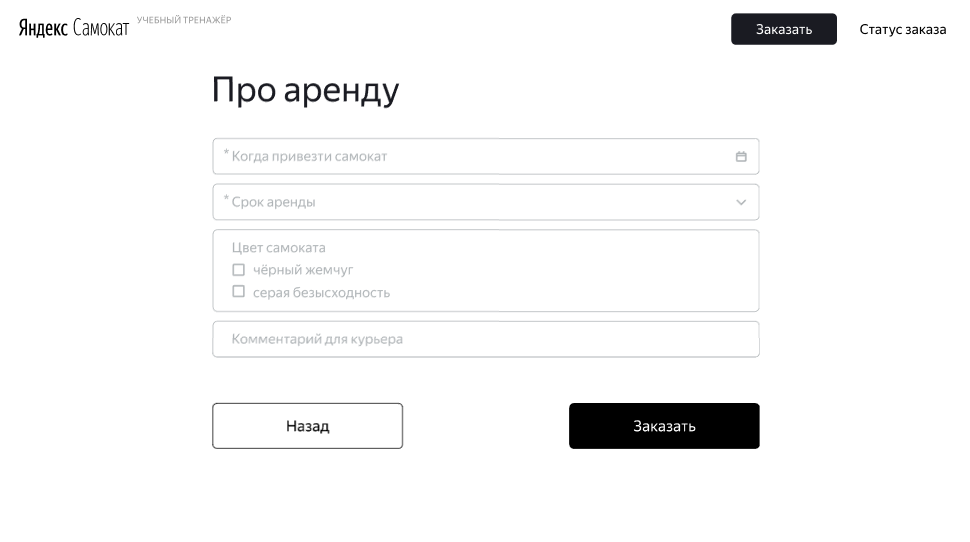 Яндекс Самокат УЧЕБНЫЙ ТРЕНАЖЁР
Заказать
Статус заказа
Про аренду
* Когда привезти самокат
* Срок аренды
Цвет самоката
чёрный жемчуг
серая безысходность
Комментарий для курьера
Назад
Заказать